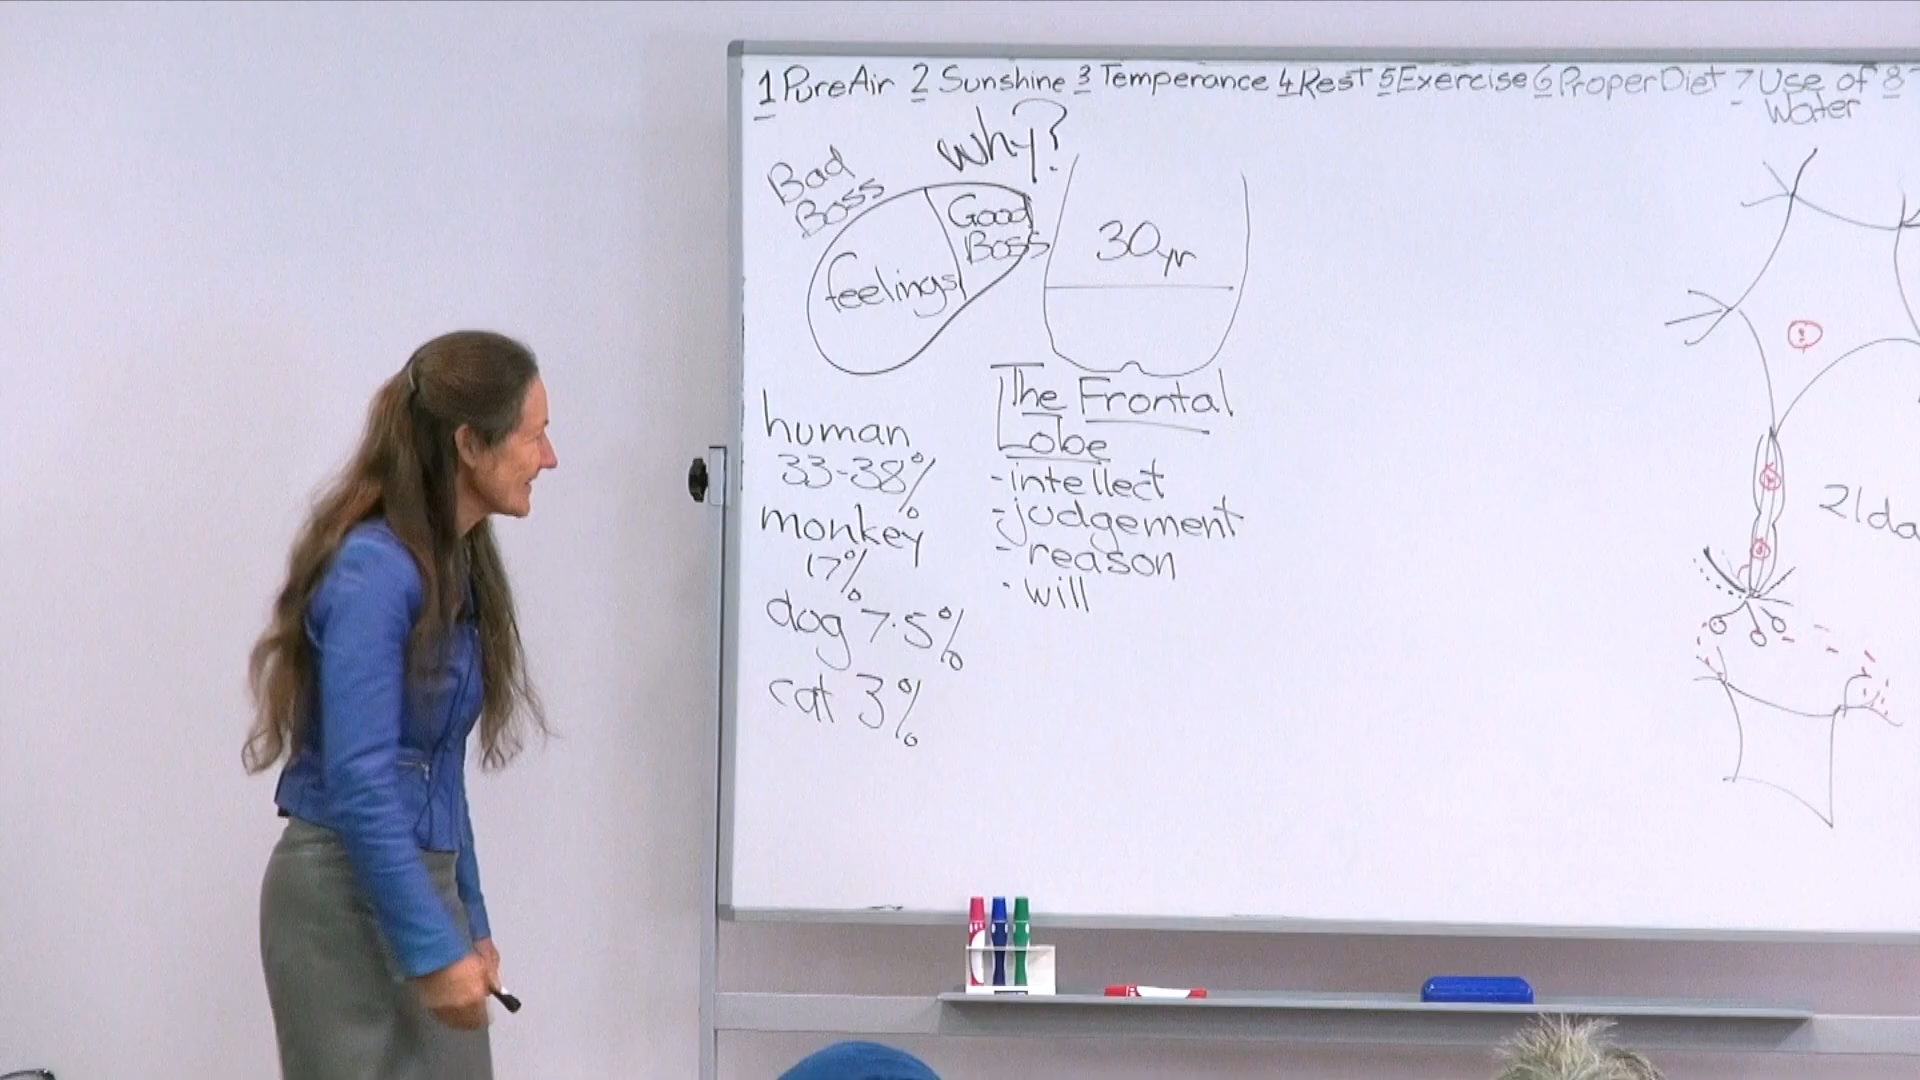 1 Pure Air 2 Sunshine 3 Temperance 4 Rest 5 Exercise 6 Proper Diet 7 Use of 8
Water
Why?
Bad
Boss
Good
Boss
feelings
30yr
The Frontal
Lobe
-intellect
-judgement
-reason
-will
human
33-38%
monkey
17%
dog 7.5%
cat 3%
21da